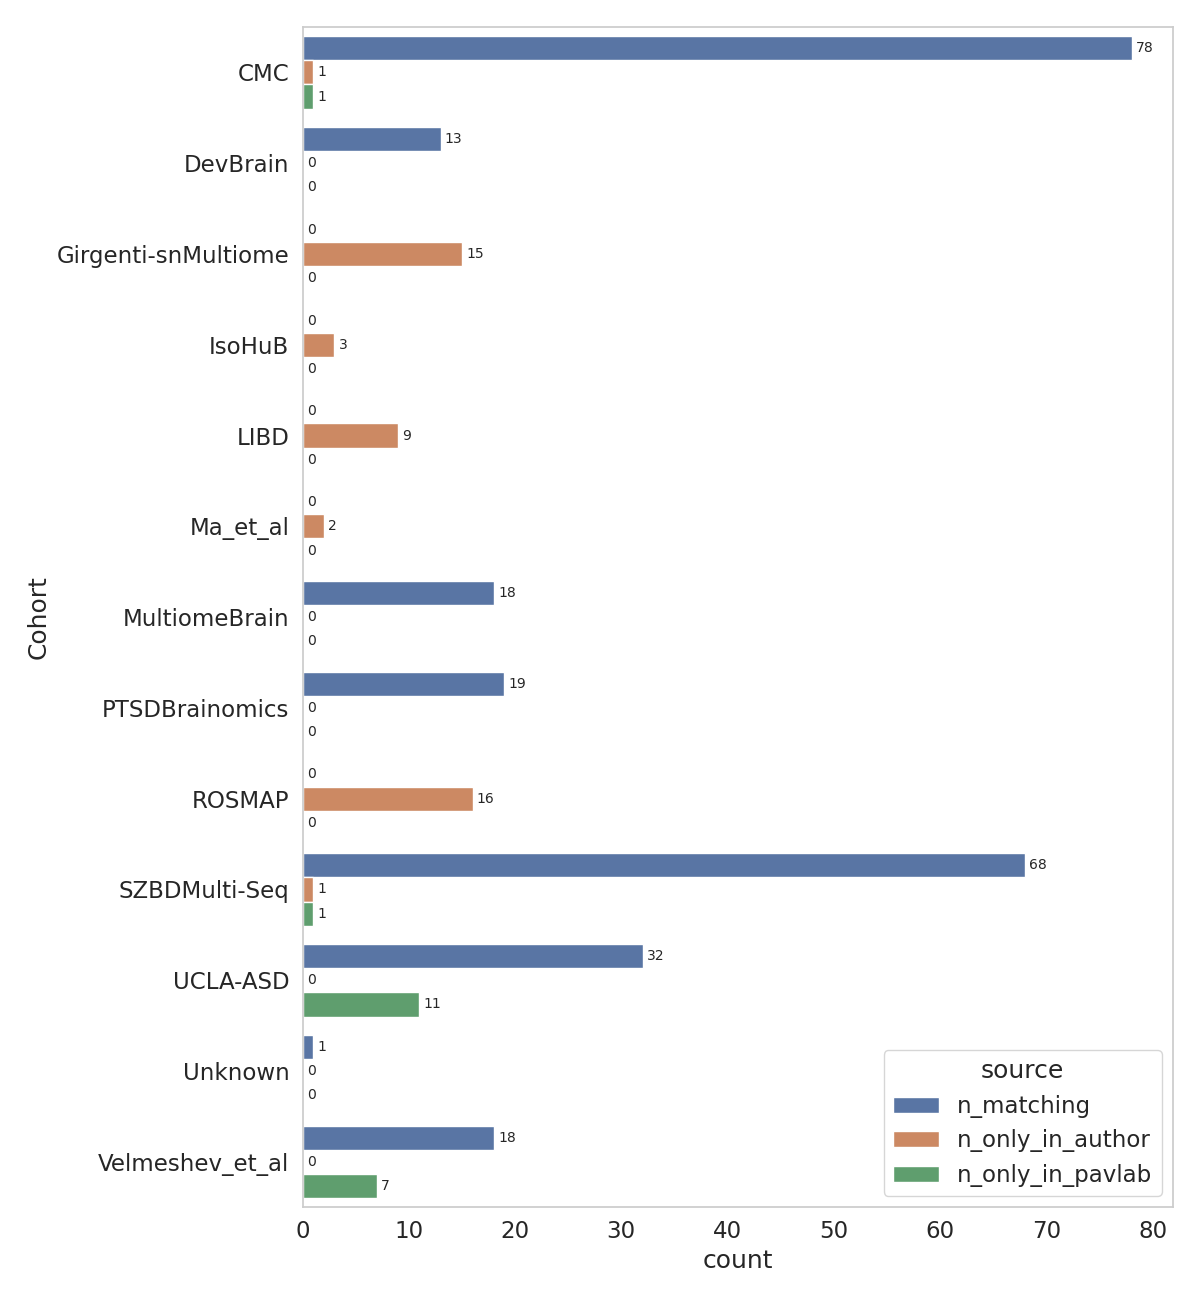 CMC
78
1
1
DevBrain
13
0
0
Girgenti-snMultiome
0
15
0
IsoHuB
0
3
0
LIBD
0
9
0
Ma_et_al
0
2
0
MultiomeBrain
18
0
0
PTSDBrainomics
19
0
0
ROSMAP
0
16
0
SZBDMulti-Seq
68
1
1
UCLA-ASD
32
0
11
Unknown
1
0
0
Velmeshev_et_al
18
0
7
Cohort
source
n_matching
n_only_in_author
n_only_in_pavlab
0 10 20 30 40 50 60 70 80
count